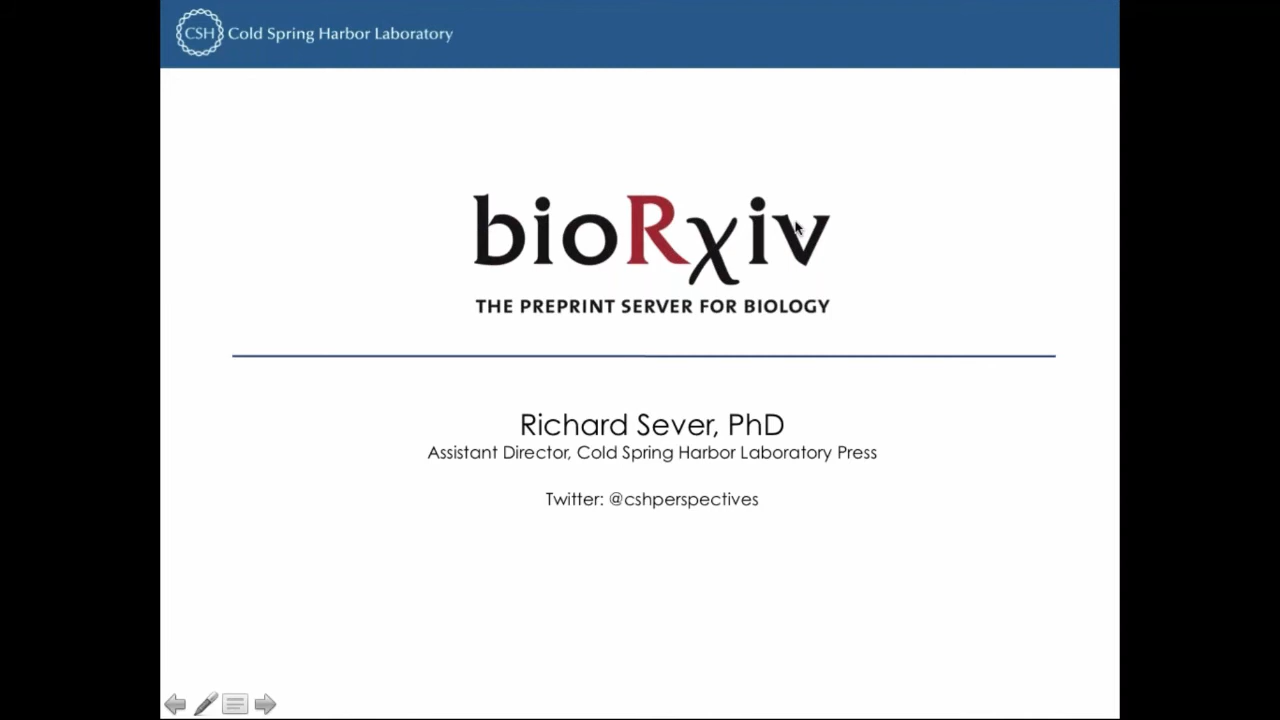 CSH Cold Spring Harbor Laboratory
bioRχiv
THE PREPRINT SERVER FOR BIOLOGY
Richard Sever, PhD
Assistant Director, Cold Spring Harbor Laboratory Press
Twitter: @cshperspectives